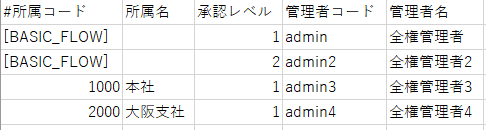 #所属コード 所属名 承認レベル 管理者コード 管理者名
[BASIC_FLOW] 1 admin 全権管理者
[BASIC_FLOW] 2 admin2 全権管理者2
1000 本社 1 admin3 全権管理者3
2000 大阪支社 1 admin4 全権管理者4